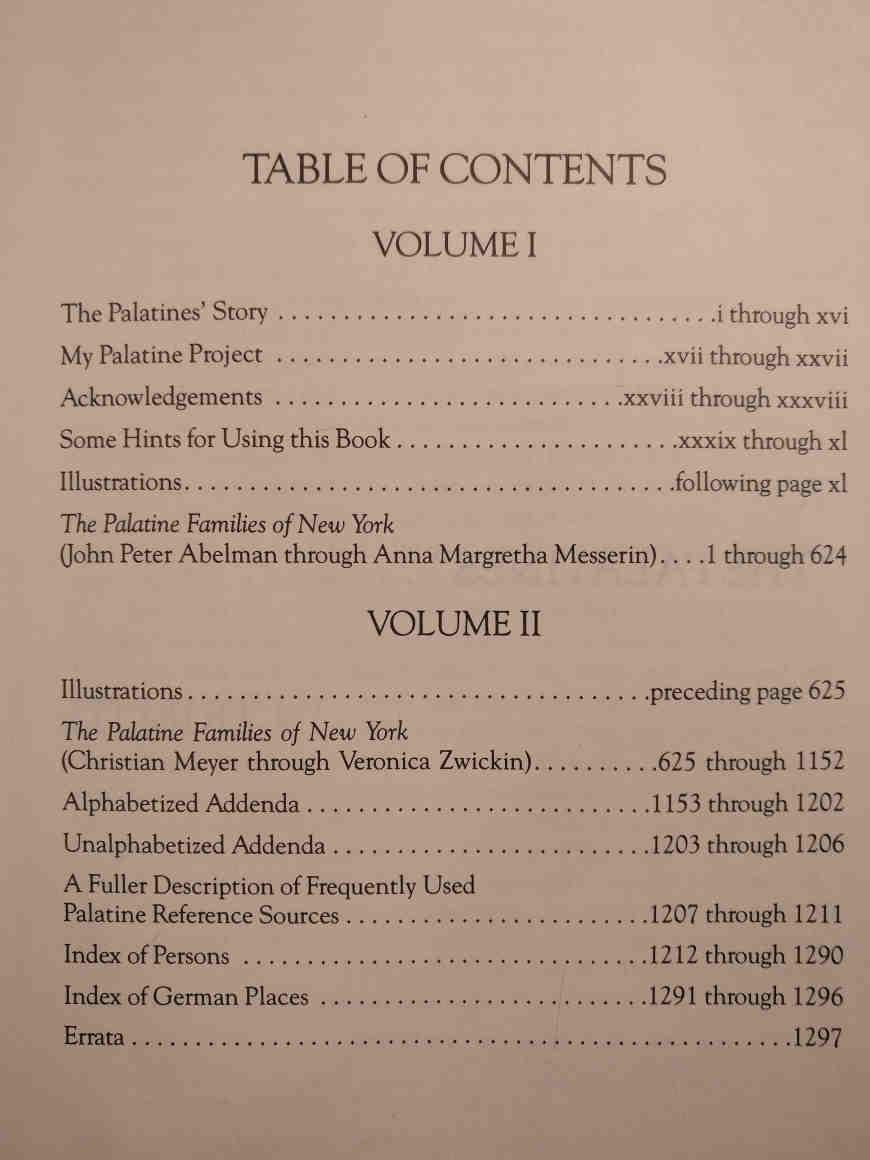 TABLE OF CONTENTS
VOLUME I
The Palatines' Story . . . . . . . . . . . . . . . . . . . . . . . . . . . . . . . . . .i through xvi
My Palatine Project . . . . . . . . . . . . . . . . . . . . . . . . . . . . . .xvii through xxvii
Acknowledgements . . . . . . . . . . . . . . . . . . . . . . . . . . .xxviii through xxxviii
Some Hints for Using this Book . . . . . . . . . . . . . . . . . . . . . .xxxix through xl
Illustrations. . . . . . . . . . . . . . . . . . . . . . . . . . . . . . . . . . . . . .following page xl
The Palatine Families of New York
(John Peter Abelman through Anna Margretha Messerin). . . .1 through 624
VOLUME II
Illustrations . . . . . . . . . . . . . . . . . . . . . . . . . . . . . . . . . . . .preceding page 625
The Palatine Families of New York
(Christian Meyer through Veronica Zwickin). . . . . . . . . .625 through 1152
Alphabetized Addenda . . . . . . . . . . . . . . . . . . . . . . . . . . .1153 through 1202
Unalphabetized Addenda . . . . . . . . . . . . . . . . . . . . . . . . .1203 through 1206
A Fuller Description of Frequently Used
Palatine Reference Sources . . . . . . . . . . . . . . . . . . . . . . . .1207 through 1211
Index of Persons . . . . . . . . . . . . . . . . . . . . . . . . . . . . . . . .1212 through 1290
Index of German Places . . . . . . . . . . . . . . . . . . . . . . . . . .1291 through 1296
Errata . . . . . . . . . . . . . . . . . . . . . . . . . . . . . . . . . . . . . . . . . . . . . . . . . . . .1297